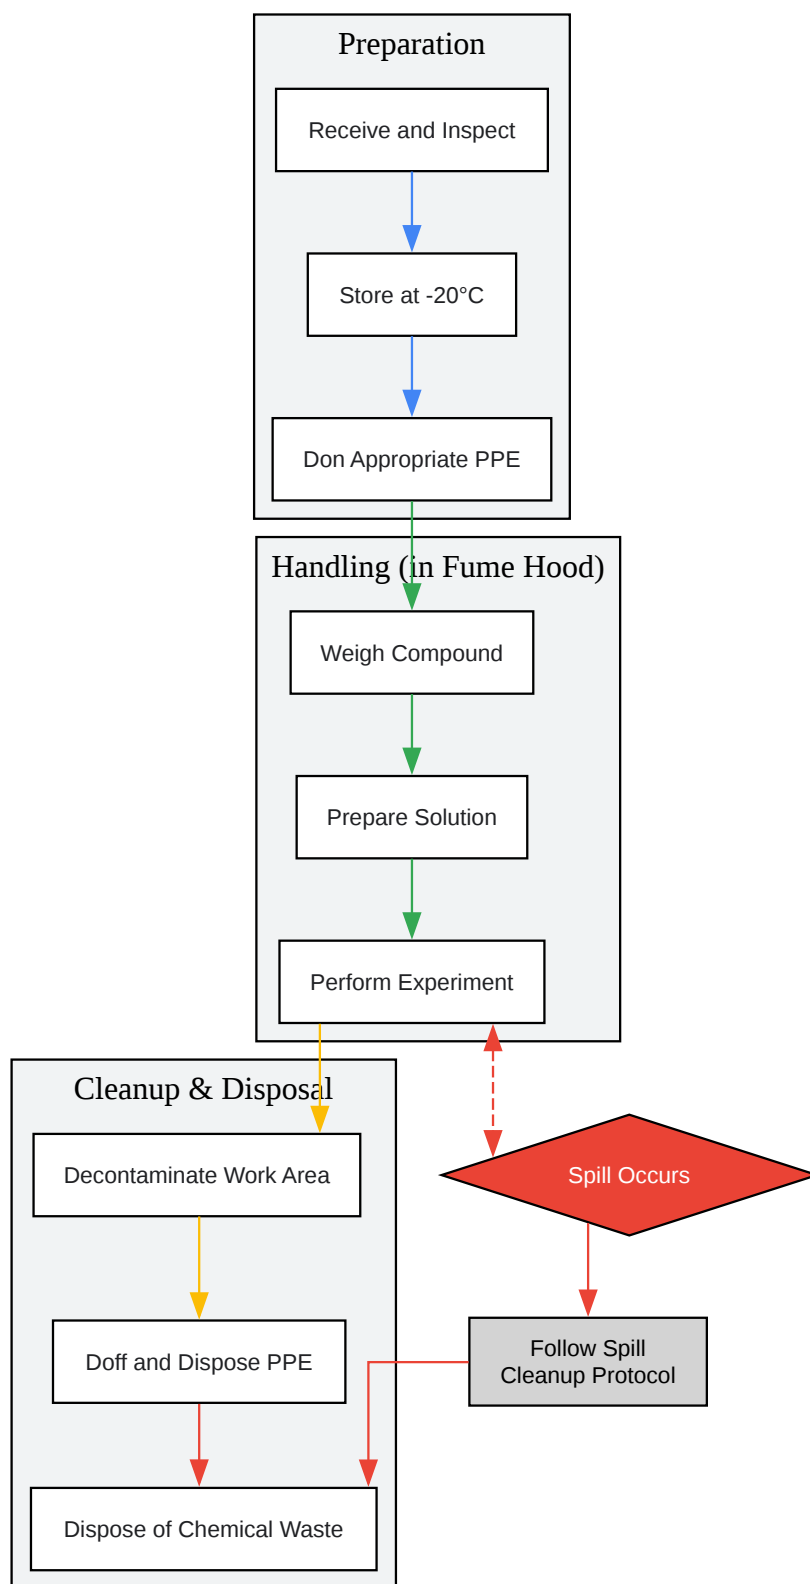 Preparation
Receive and Inspect
Store at -20°C
Don Appropriate PPE
Handling (in Fume Hood)
Weigh Compound
Prepare Solution
Perform Experiment
Cleanup & Disposal
Decontaminate Work Area
Spill Occurs
Doff and Dispose PPE
Follow Spill
Cleanup Protocol
Dispose of Chemical Waste